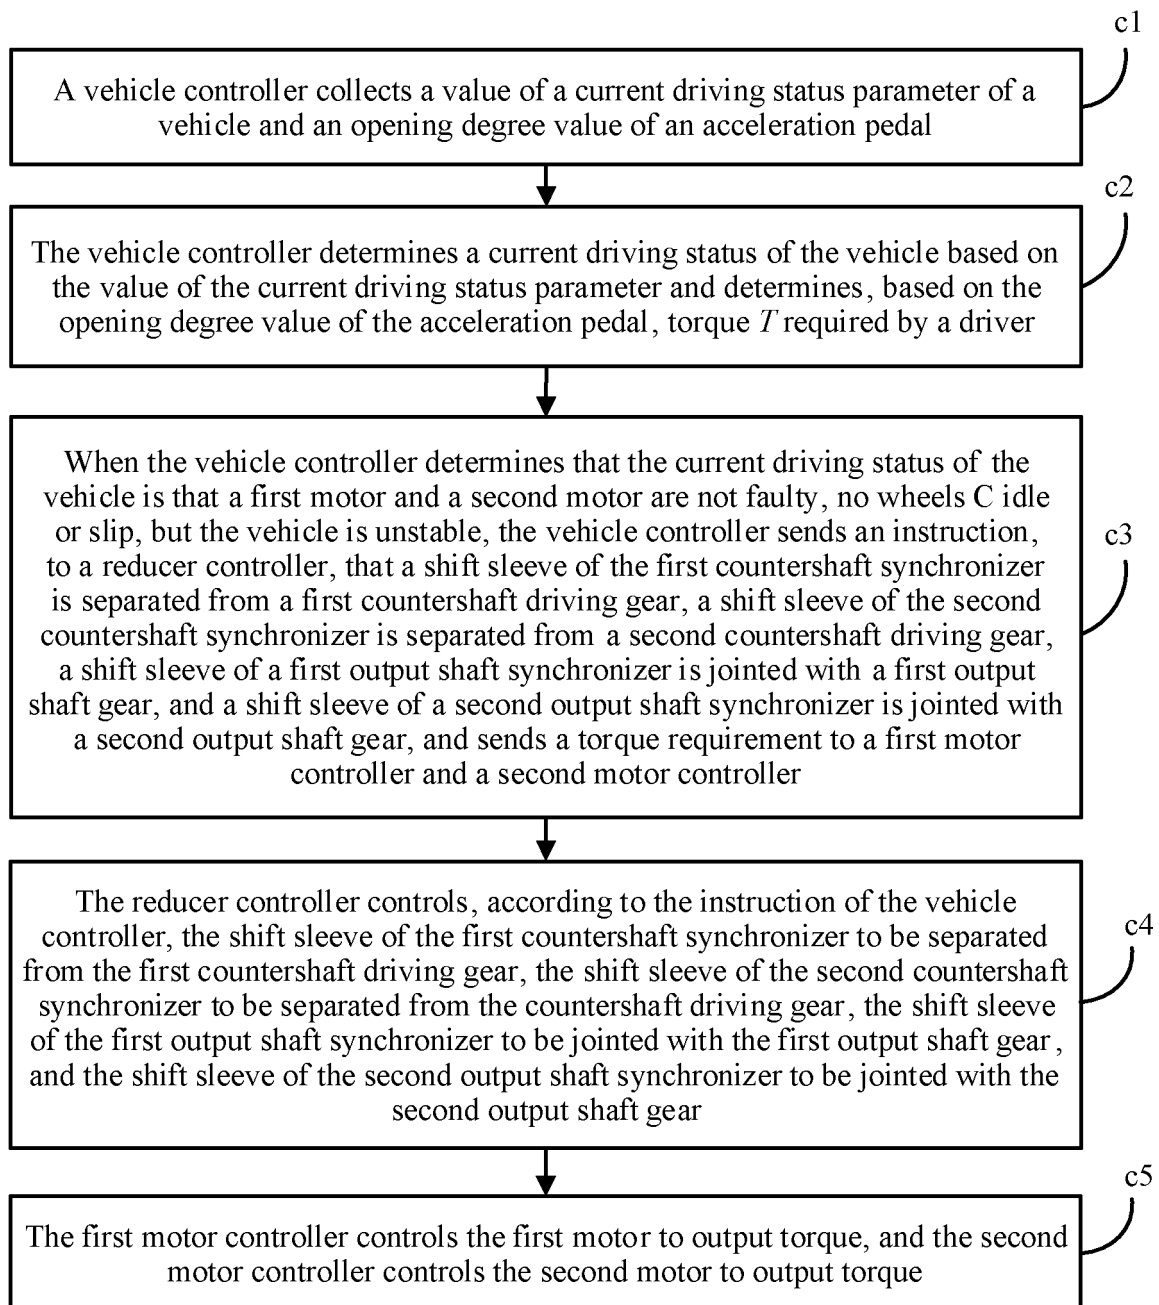 c1
A vehicle controller collects a value of a current driving status parameter of a
vehicle and an opening degree value of an acceleration pedal
c2
The vehicle controller determines a current driving status of the vehicle based on
the value of the current driving status parameter and determines, based on the
opening degree value of the acceleration pedal, torque T required by a driver
c3
When the vehicle controller determines that the current driving status of the
vehicle is that a first motor and a second motor are not faulty, no wheels C idle
or slip, but the vehicle is unstable, the vehicle controller sends an instruction,
to a reducer controller, that a shift sleeve of the first countershaft synchronizer
is separated from a first countershaft driving gear, a shift sleeve of the second
countershaft synchronizer is separated from a second countershaft driving gear,
a shift sleeve of a first output shaft synchronizer is jointed with a first output
shaft gear, and a shift sleeve of a second output shaft synchronizer is jointed with
a second output shaft gear, and sends a torque requirement to a first motor
controller and a second motor controller
c4
The reducer controller controls, according to the instruction of the vehicle
controller, the shift sleeve of the first countershaft synchronizer to be separated
from the first countershaft driving gear, the shift sleeve of the second countershaft
synchronizer to be separated from the countershaft driving gear, the shift sleeve
of the first output shaft synchronizer to be jointed with the first output shaft gear,
and the shift sleeve of the second output shaft synchronizer to be jointed with the
second output shaft gear
c5
The first motor controller controls the first motor to output torque, and the second
motor controller controls the second motor to output torque